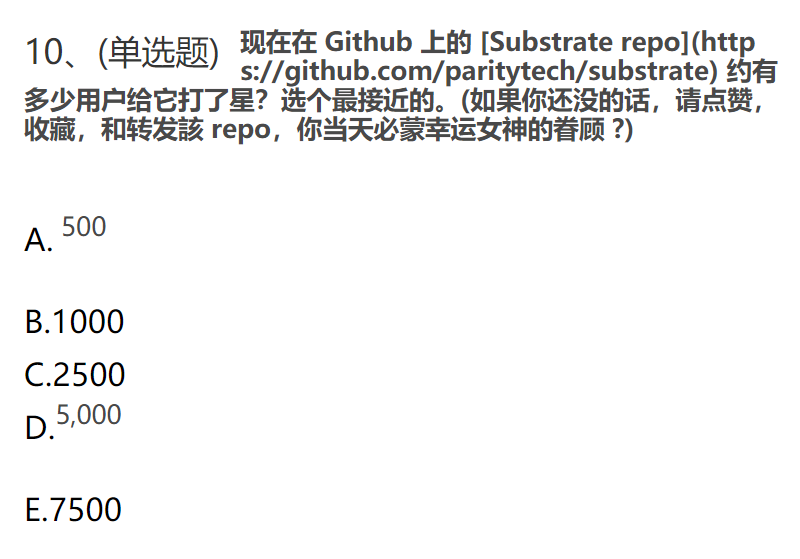 10、(单选题) 现在在 Github 上的 [Substrate repo](http
s://github.com/paritytech/substrate) 约有
多少用户给它打了星？选个最接近的。(如果你还没的话，请点赞，
收藏，和转发該 repo，你当天必蒙幸运女神的眷顾 ?)
A. 500
B.1000
C.2500
D.5,000
E.7500